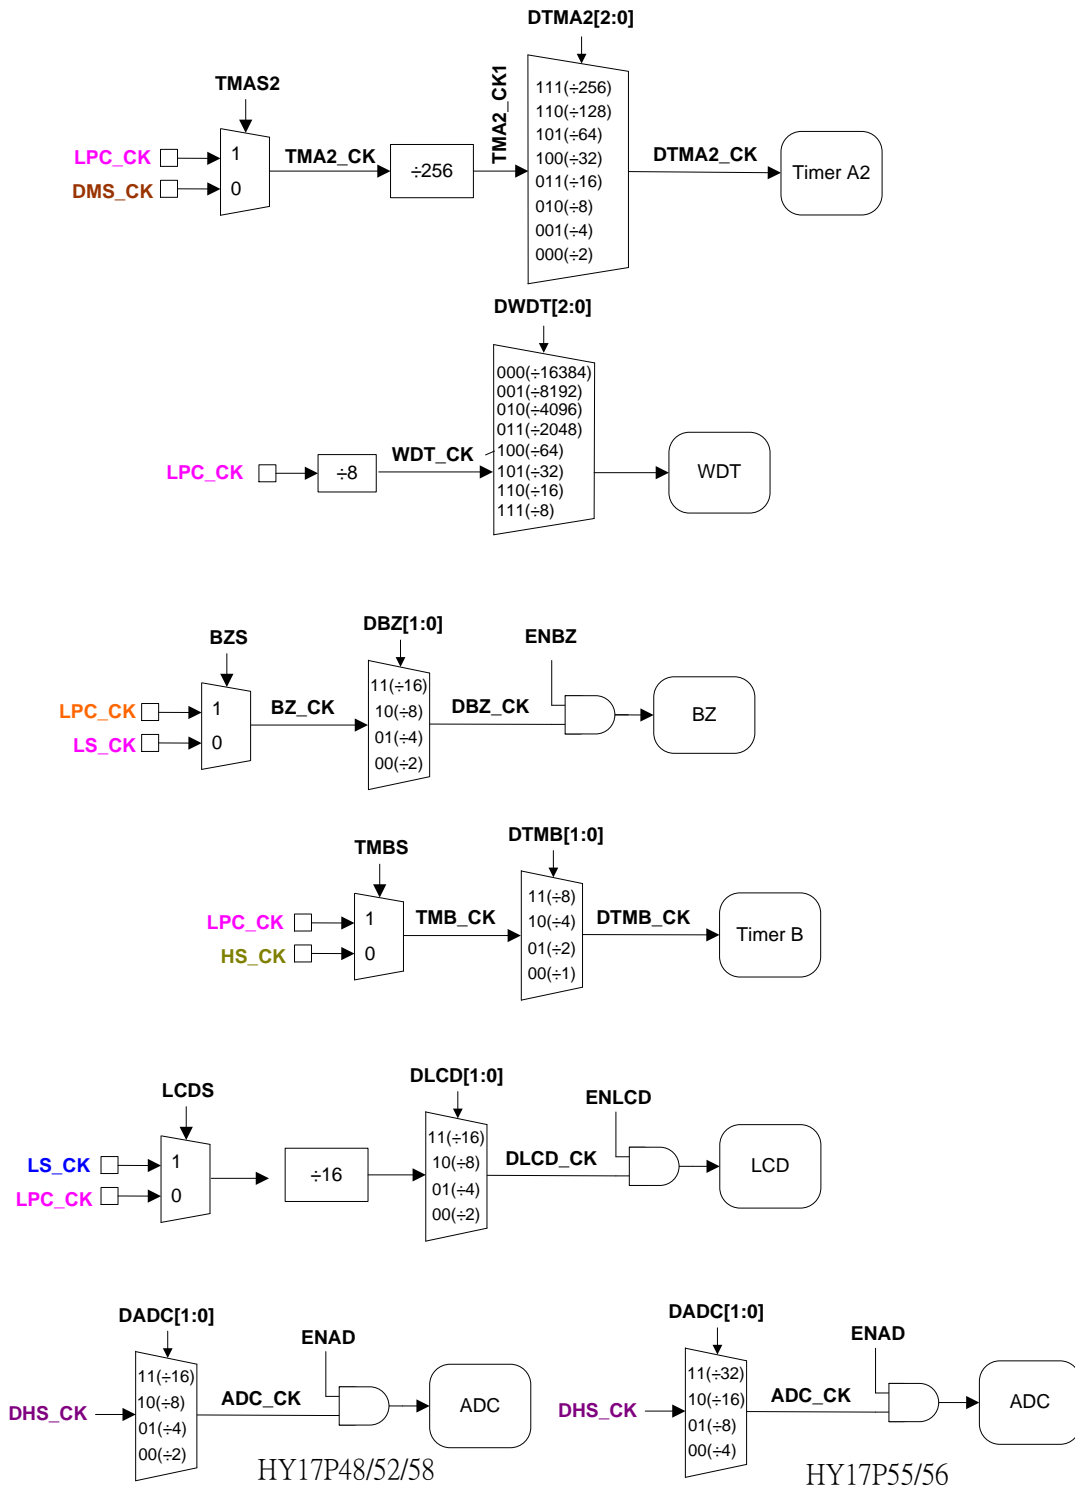 DTMA2[2:0]
TMAS2
TMA2_CK1
111(÷256)
110(÷128)
101(÷64)
100(÷32)
011(÷16)
010(÷8)
001(÷4)
000(÷2)
LPC_CK
1
DMS_CK
0
TMA2_CK
÷256
DTMA2_CK
Timer A2
DWDT[2:0]
000(÷16384)
001(÷8192)
010(÷4096)
011(÷2048)
100(÷64)
101(÷32)
110(÷16)
111(÷8)
LPC_CK
÷8
WDT_CK
WDT
BZS
DBZ[1:0]
ENBZ
LPC_CK
1
LS_CK
0
BZ_CK
11(÷16)
10(÷8)
01(÷4)
00(÷2)
DBZ_CK
BZ
TMBS
DTMB[1:0]
LPC_CK
1
HS_CK
0
TMB_CK
11(÷8)
10(÷4)
01(÷2)
00(÷1)
DTMB_CK
Timer B
LCDS
DLCD[1:0]
ENLCD
LS_CK
1
LPC_CK
0
÷16
11(÷16)
10(÷8)
01(÷4)
00(÷2)
DLCD_CK
LCD
DADC[1:0]
ENAD
DHS_CK
11(÷16)
10(÷8)
01(÷4)
00(÷2)
ADC_CK
ADC
HY17P48/52/58
DADC[1:0]
ENAD
DHS_CK
11(÷32)
10(÷16)
01(÷8)
00(÷4)
ADC_CK
ADC
HY17P55/56